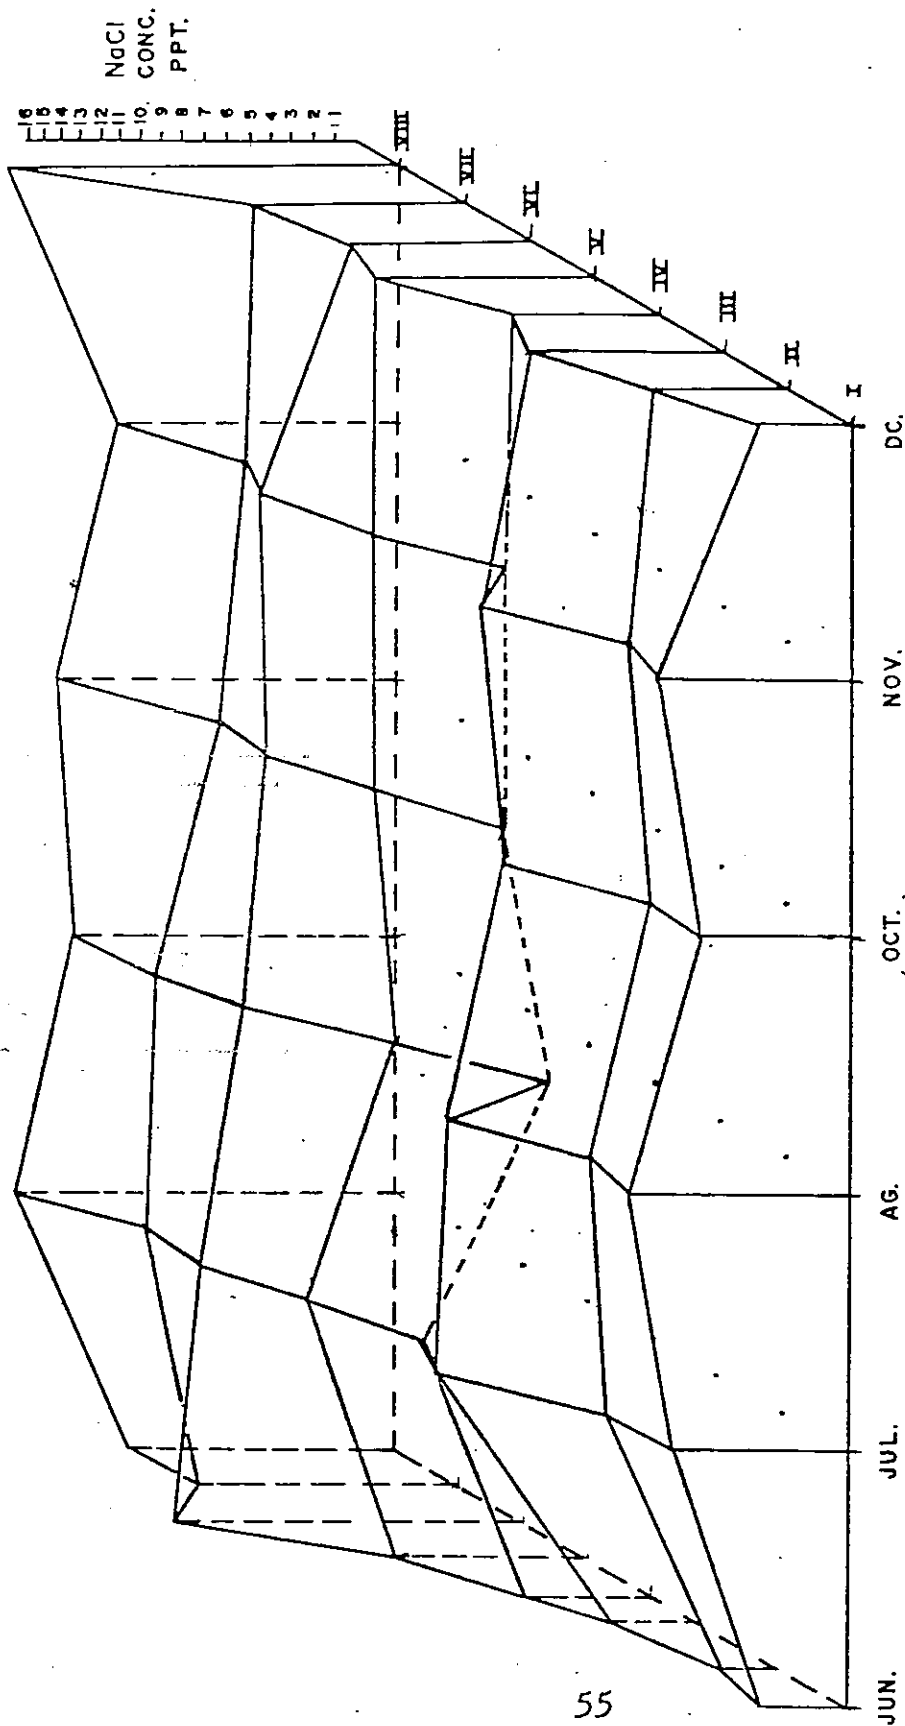 NaCl
CONC.
PPT.
16
15
14
13
12
11
10
9
8
7
6
5
4
3
2
1
VIII
VII
VI
V
IV
III
II
I
JUN.
JUL.
AG.
OCT.
NOV.
DC.
55